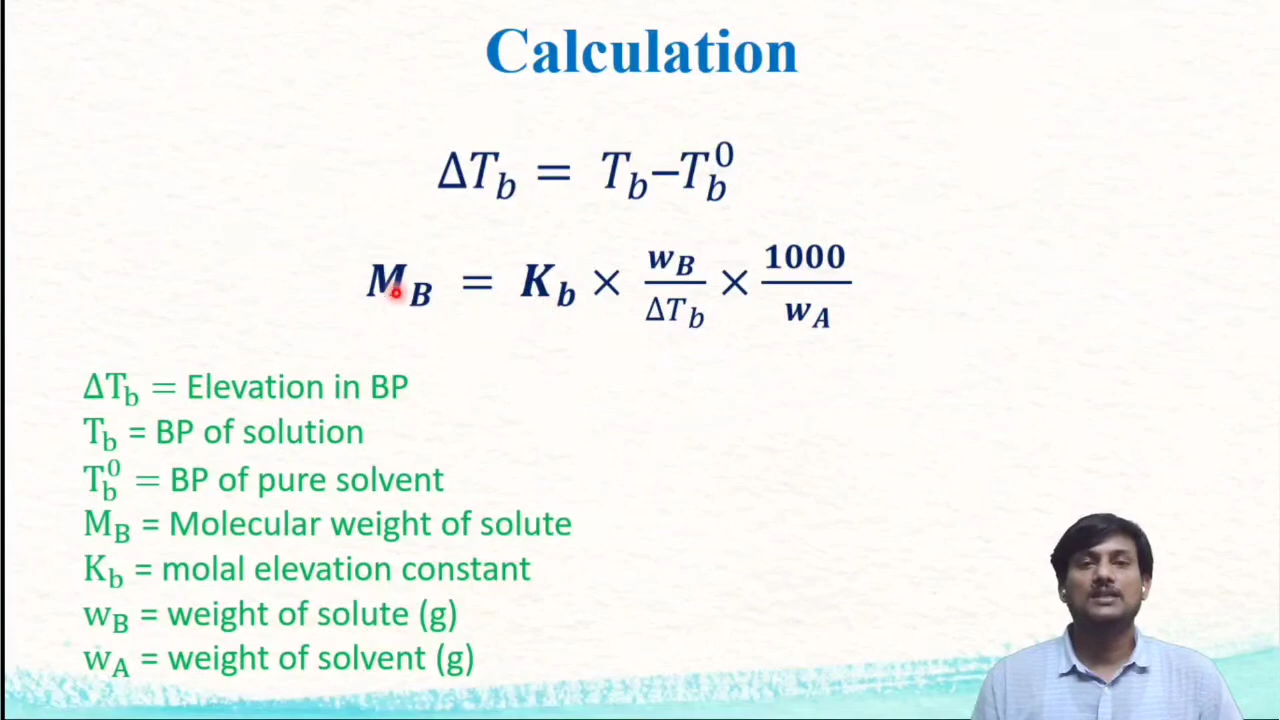 Calculation
ΔT_b = T_b–T_b^0
M_B = K_b × w_B/ΔT_b × 1000/w_A
ΔT_b = Elevation in BP
T_b = BP of solution
T_b^0 = BP of pure solvent
M_B = Molecular weight of solute
K_b = molal elevation constant
w_B = weight of solute (g)
w_A = weight of solvent (g)